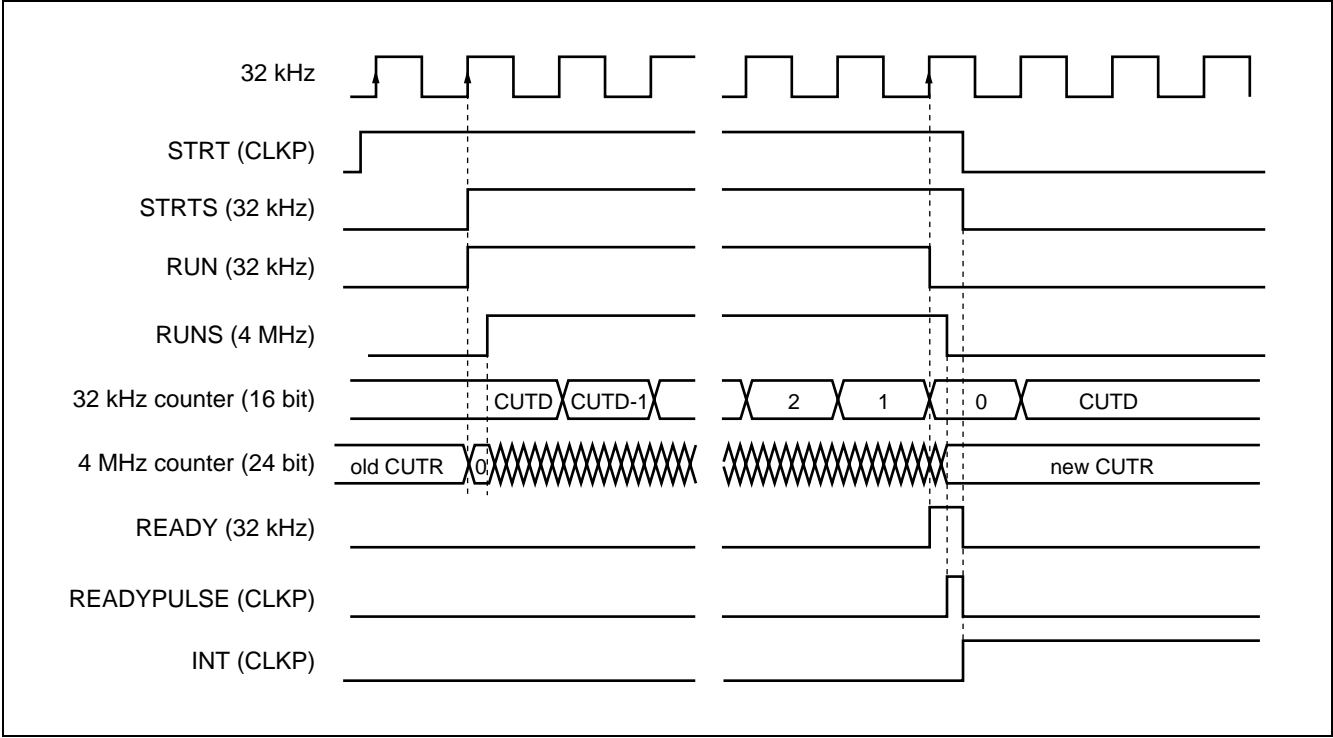 32 kHz
STRT (CLKP)
STRTS (32 kHz)
RUN (32 kHz)
RUNS (4 MHz)
32 kHz counter (16 bit) CUTD CUTD-1 2 1 0 CUTD
4 MHz counter (24 bit) old CUTR 0 new CUTR
READY (32 kHz)
READYPULSE (CLKP)
INT (CLKP)